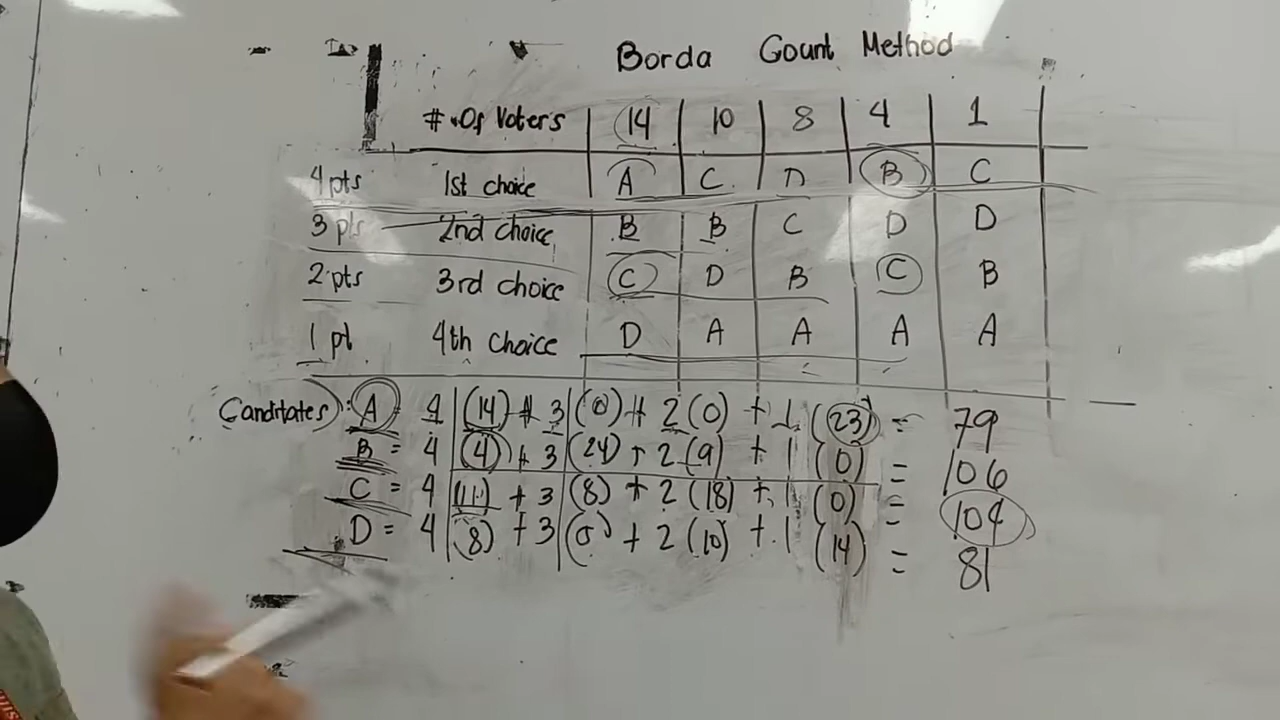 Borda Count Method
# Of Voters 14 10 8 4 1
4 pts 1st choice A C D B C
3 pts 2nd choice B B C D D
2 pts 3rd choice C D B C B
1 pt 4th choice D A A A A
Canditates: A = 4 (14) + 3 (0) + 2 (0) + 1 (23) = 79
B = 4 (4) + 3 (24) + 2 (9) + 1 (0) = 106
C = 4 (11) + 3 (8) + 2 (18) + 1 (0) = 104
D = 4 (8) + 3 + 2 (10) + 1 (14) = 81